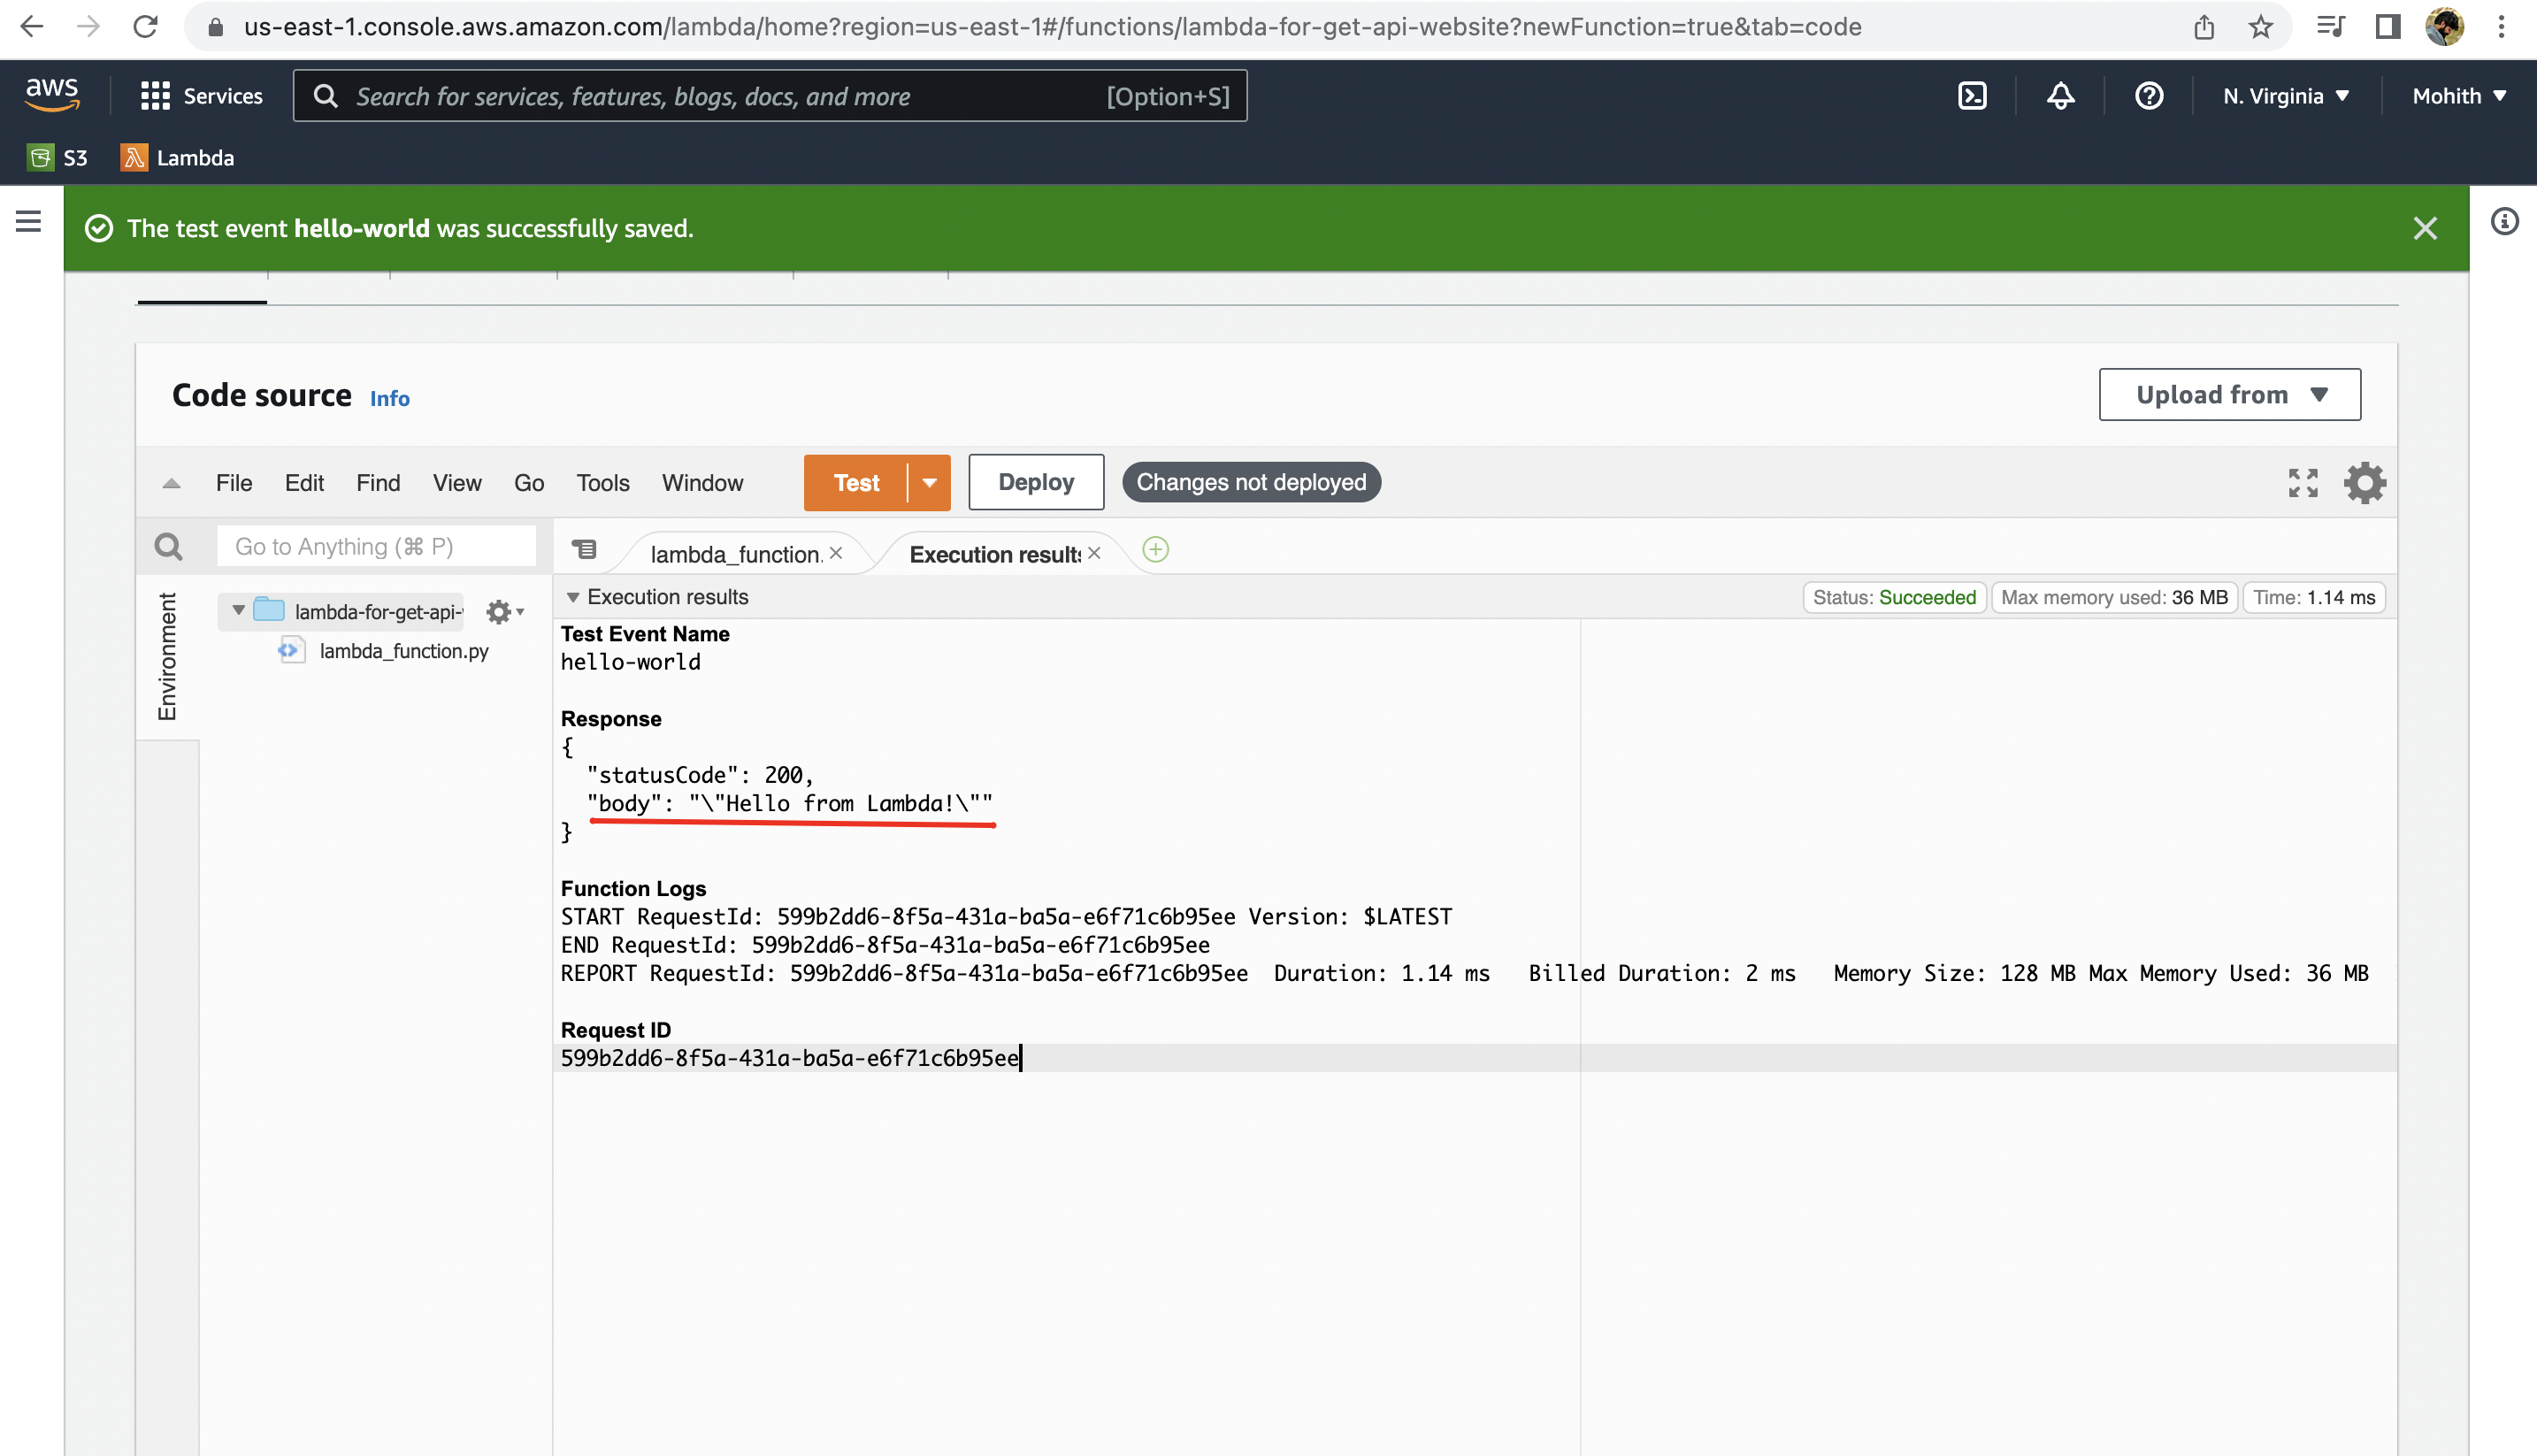 us-east-1.console.aws.amazon.com/lambda/home?region=us-east-1#/functions/lambda-for-get-api-website?newFunction=true&tab=code
aws
Services
Search for services, features, blogs, docs, and more
[Option+S]
N. Virginia
Mohith
S3
Lambda
The test event hello-world was successfully saved.
Code source
Info
Upload from
File
Edit
Find
View
Go
Tools
Window
Test
Deploy
Changes not deployed
Go to Anything (⌘ P)
lambda_function.
Execution results
Environment
lambda-for-get-api-
lambda_function.py
Execution results
Status: Succeeded
Max memory used: 36 MB
Time: 1.14 ms
Test Event Name
hello-world
Response
{
"statusCode": 200,
"body": "\"Hello from Lambda!\""
}
Function Logs
START RequestId: 599b2dd6-8f5a-431a-ba5a-e6f71c6b95ee Version: $LATEST
END RequestId: 599b2dd6-8f5a-431a-ba5a-e6f71c6b95ee
REPORT RequestId: 599b2dd6-8f5a-431a-ba5a-e6f71c6b95ee Duration: 1.14 ms Billed Duration: 2 ms Memory Size: 128 MB Max Memory Used: 36 MB
Request ID
599b2dd6-8f5a-431a-ba5a-e6f71c6b95ee